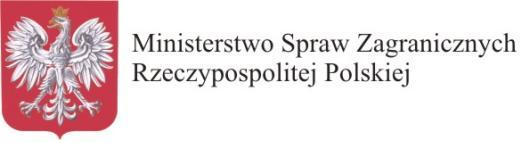 Ministerstwo Spraw Zagranicznych
Rzeczypospolitej Polskiej